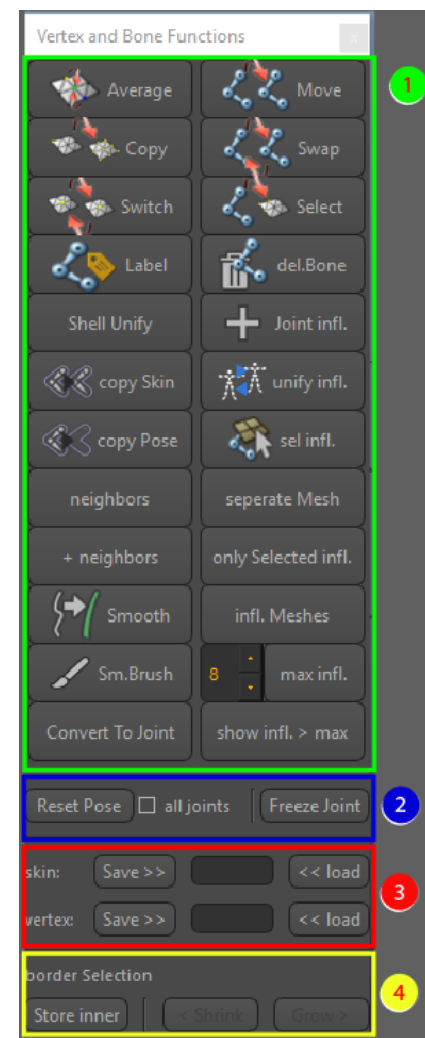 Vertex and Bone Functions x
1
Average Move
Copy Swap
Switch Select
Label del.Bone
Shell Unify Joint infl.
copy Skin unify infl.
copy Pose sel infl.
neighbors seperate Mesh
+ neighbors only Selected infl.
Smooth infl. Meshes
Sm.Brush 8 max infl.
Convert To Joint show infl. > max
Reset Pose all joints Freeze Joint 2
skin: Save >> << load
3
vertex: Save >> << load
border Selection
4
Store inner < Shrink Grow >